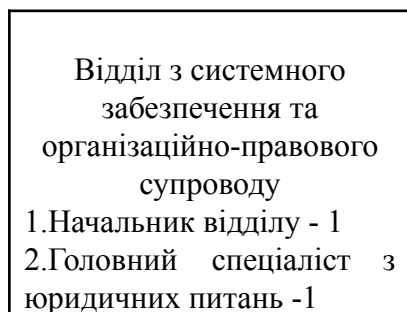 Відділ з системного
забезпечення та
організаційно-правового
супроводу
1.Начальник відділу - 1
2.Головний спеціаліст з
юридичних питань -1